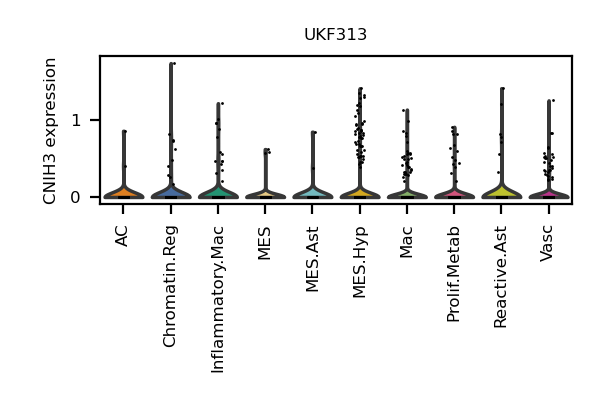 UKF313
CNIH3 expression
1
0
AC
Chromatin.Reg
Inflammatory.Mac
MES
MES.Ast
MES.Hyp
Mac
Prolif.Metab
Reactive.Ast
Vasc